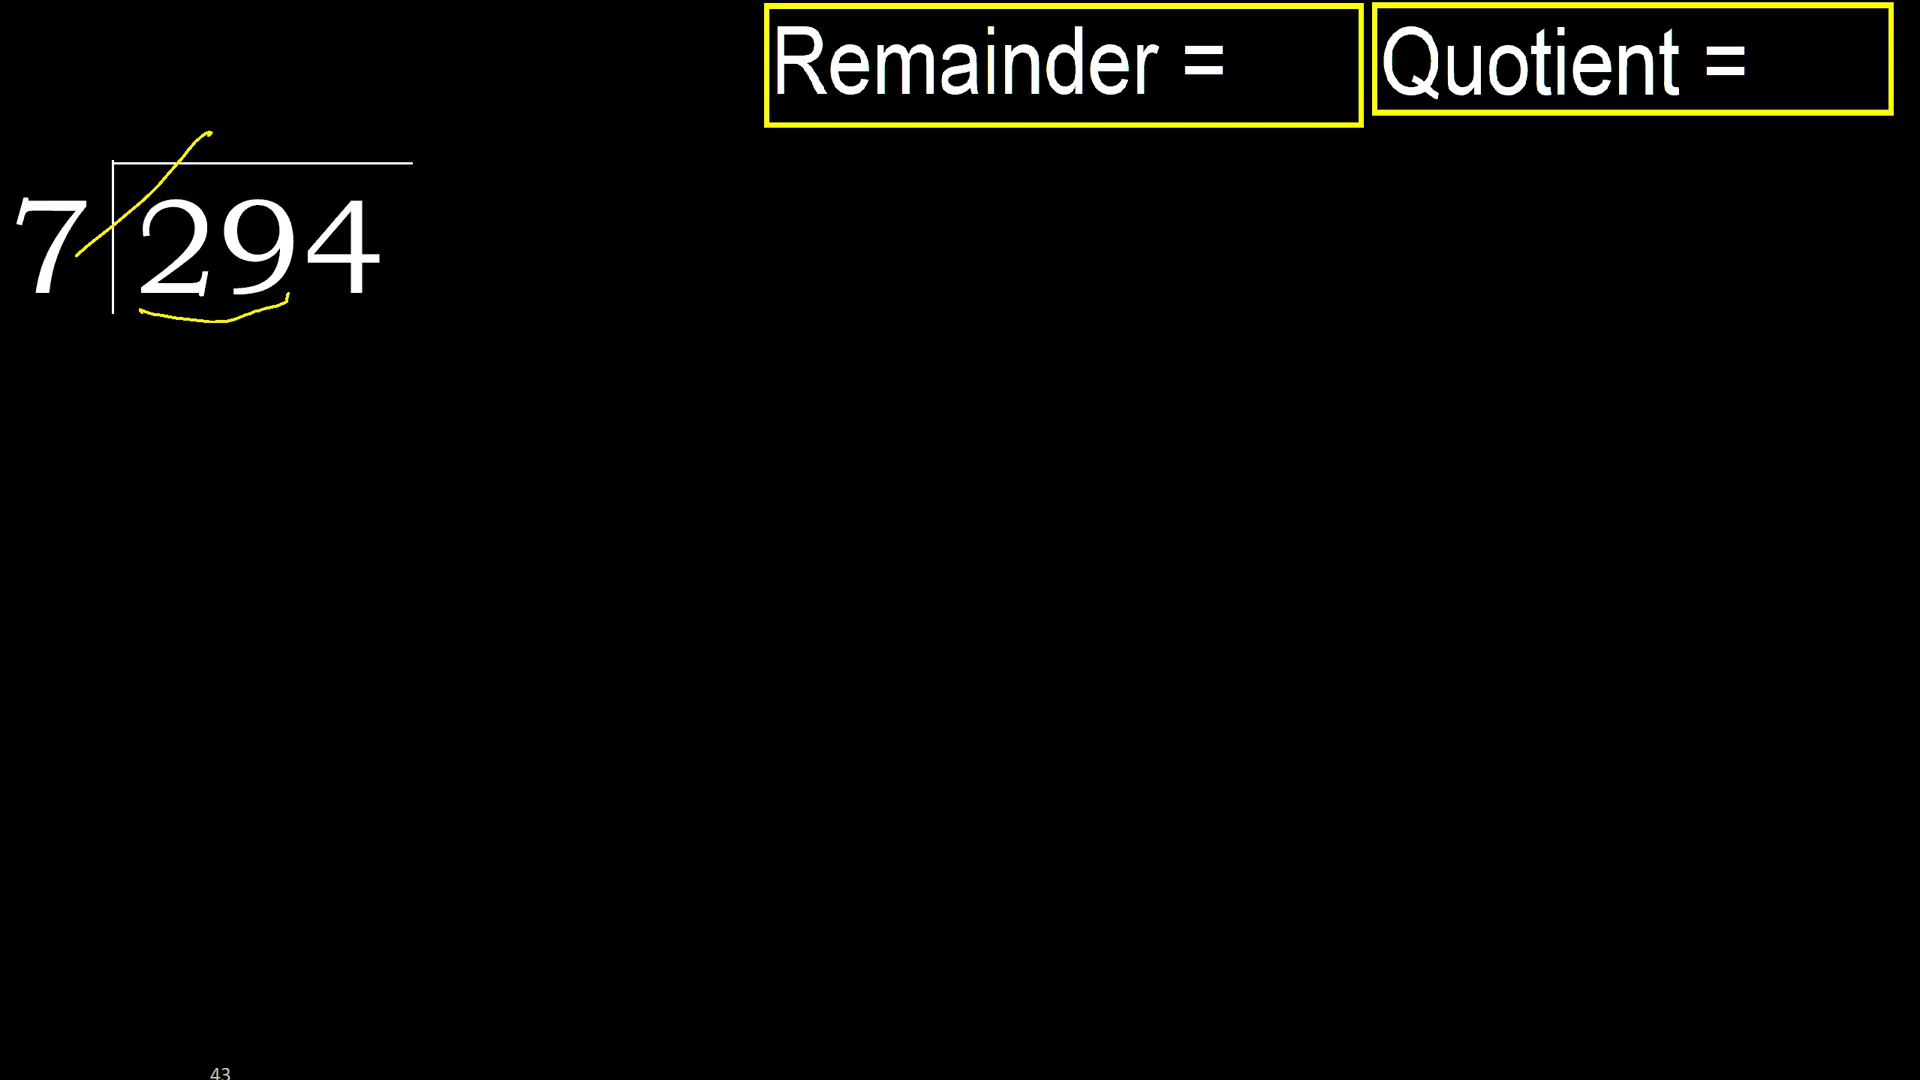 Remainder = Quotient =
7 294
43